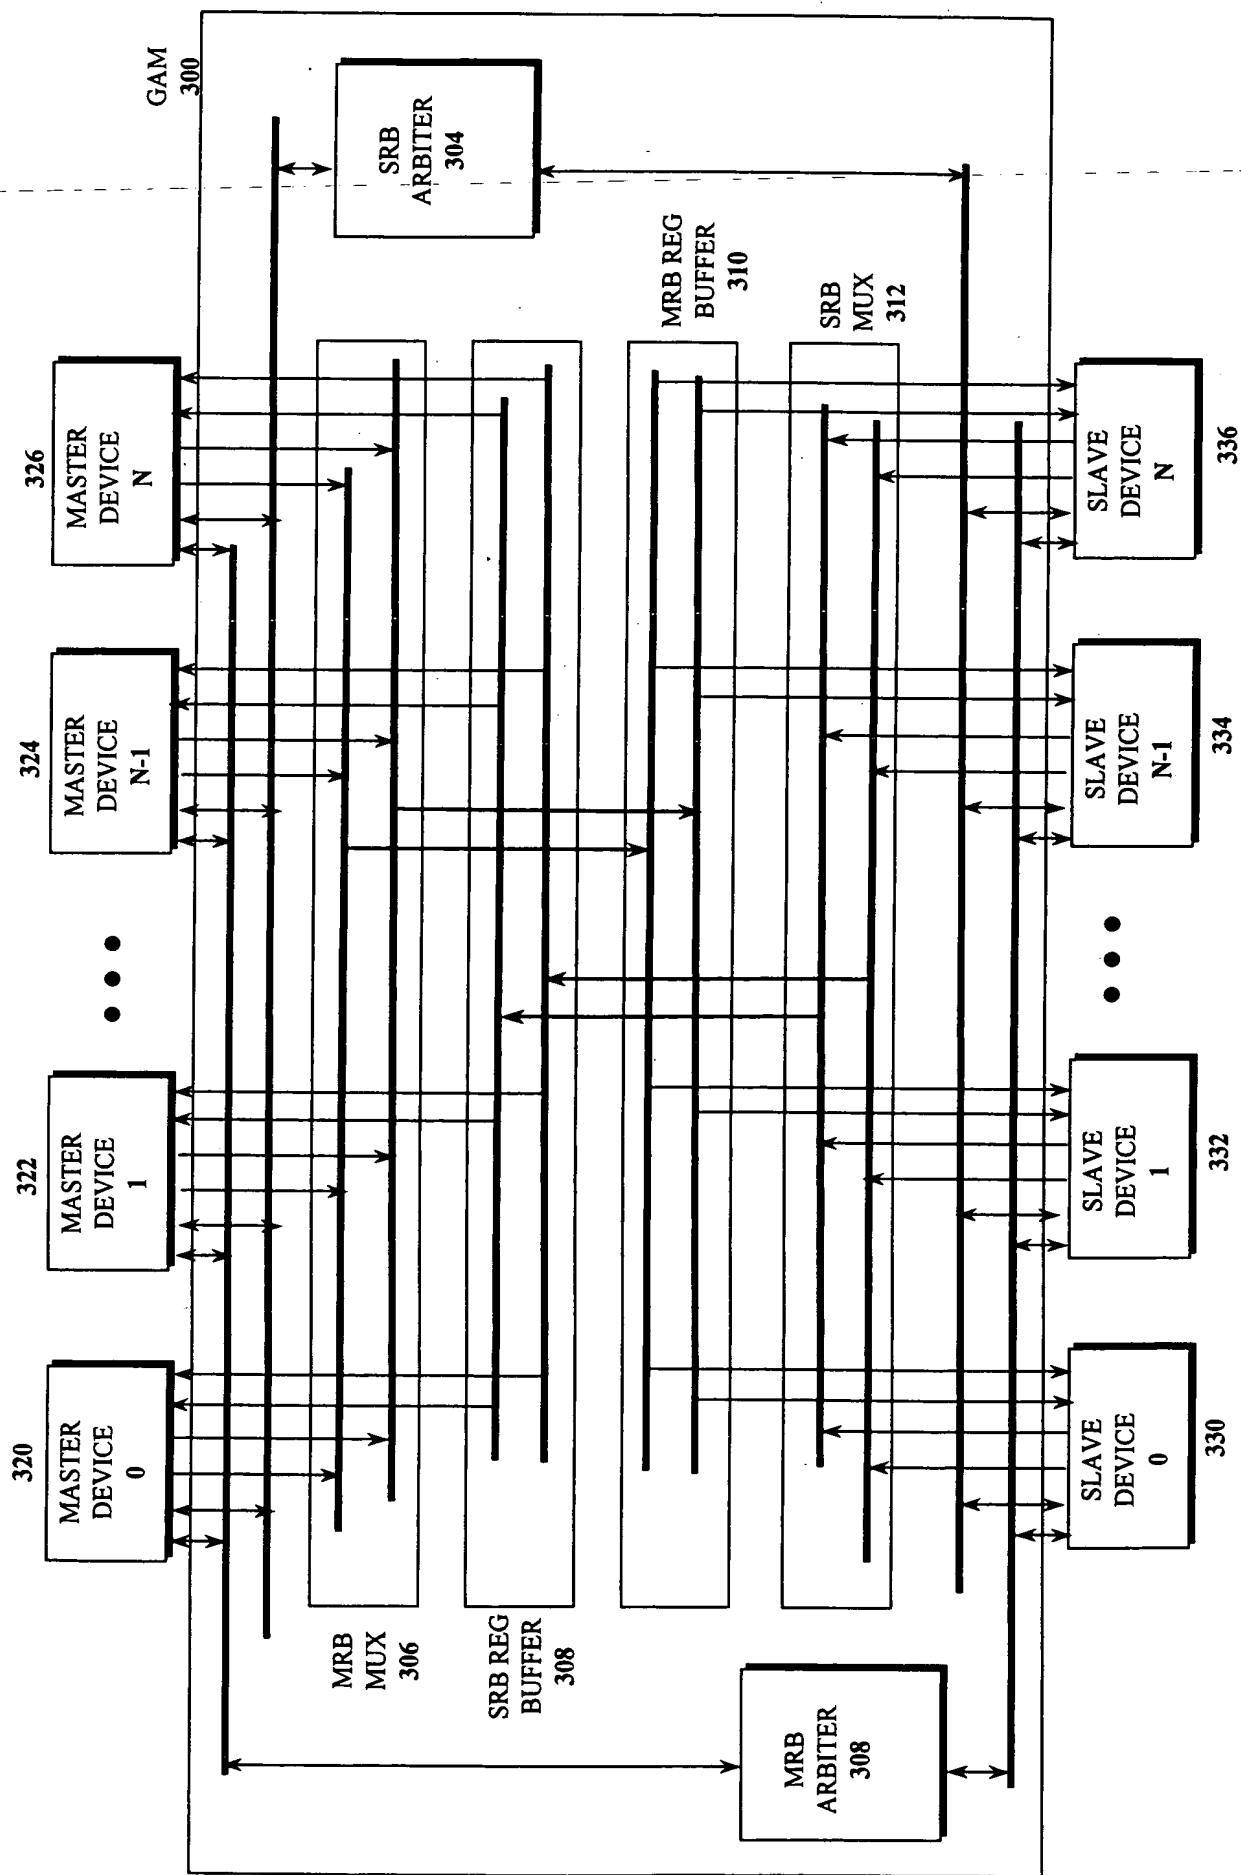 GAM
300
326
MASTER
DEVICE
N
324
MASTER
DEVICE
N-1
322
MASTER
DEVICE
1
320
MASTER
DEVICE
0
SRB
ARBITER
304
MRB
MUX
306
SRB REG
BUFFER
308
MRB REG
BUFFER
310
SRB
MUX
312
MRB
ARBITER
308
SLAVE
DEVICE
0
330
SLAVE
DEVICE
1
332
SLAVE
DEVICE
N-1
334
SLAVE
DEVICE
N
336